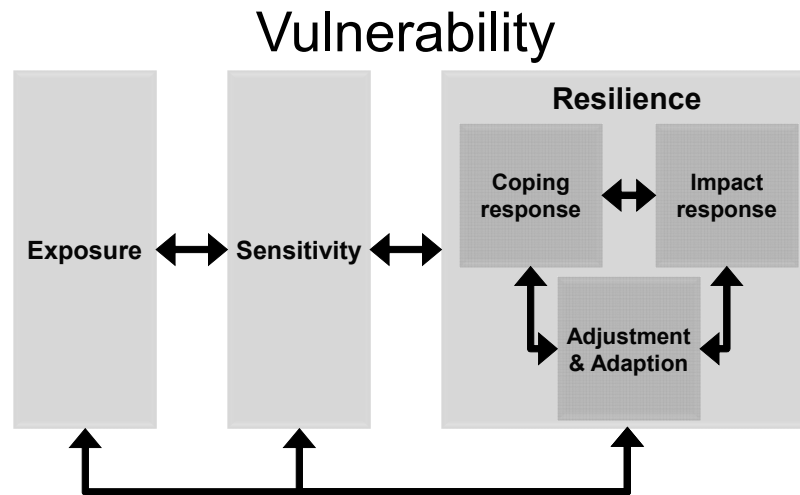 Vulnerability
Exposure
Sensitivity
Resilience
Coping
response
Impact
response
Adjustment
& Adaption